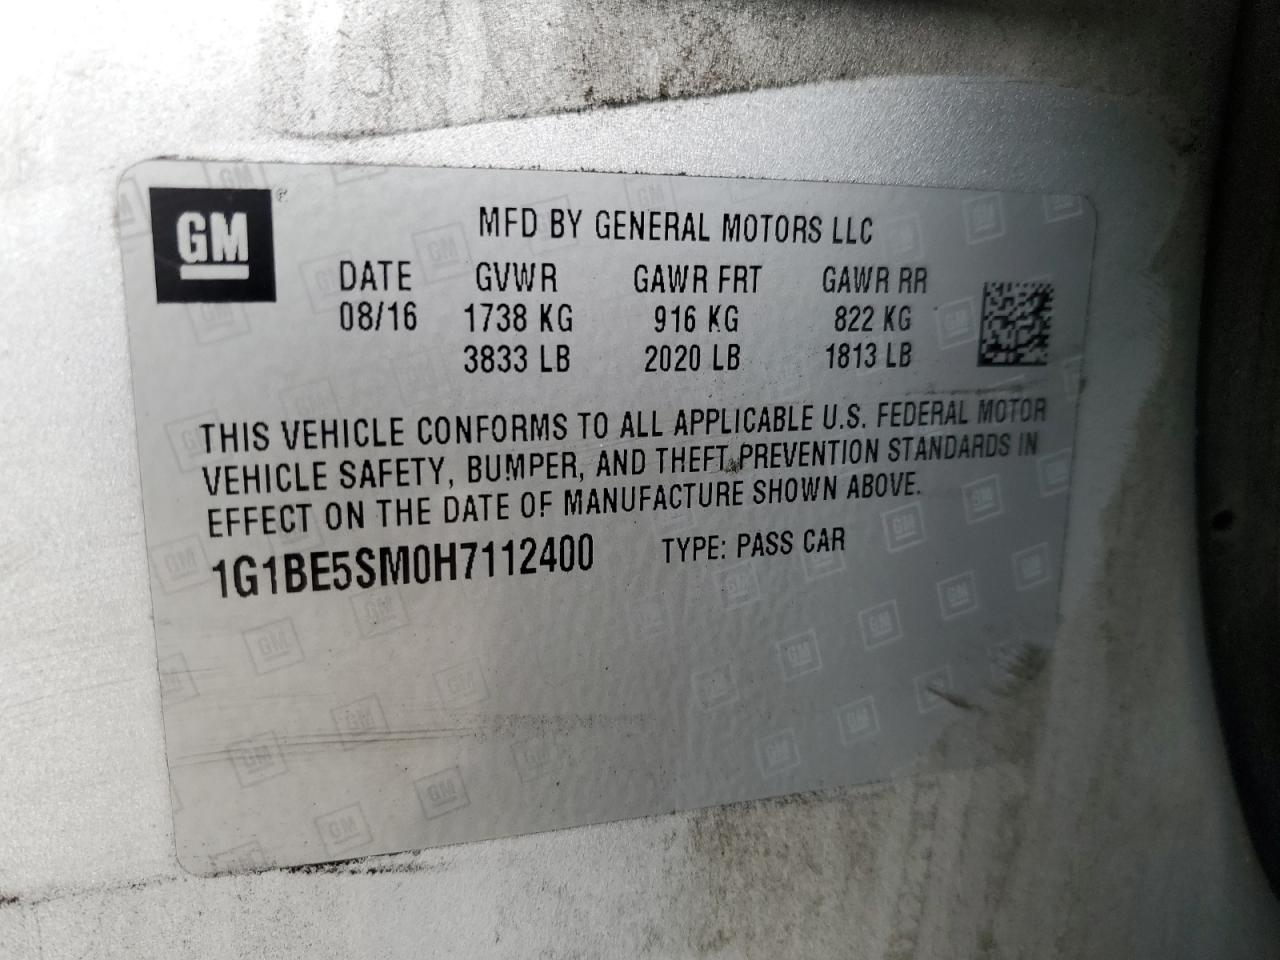 GM
MFD BY GENERAL MOTORS LLC
DATE GVWR GAWR FRT GAWR RR
08/16 1738 KG 916 KG 822 KG
3833 LB 2020 LB 1813 LB
THIS VEHICLE CONFORMS TO ALL APPLICABLE U.S. FEDERAL MOTOR
VEHICLE SAFETY, BUMPER, AND THEFT PREVENTION STANDARDS IN
EFFECT ON THE DATE OF MANUFACTURE SHOWN ABOVE.
1G1BE5SM0H7112400 TYPE: PASS CAR